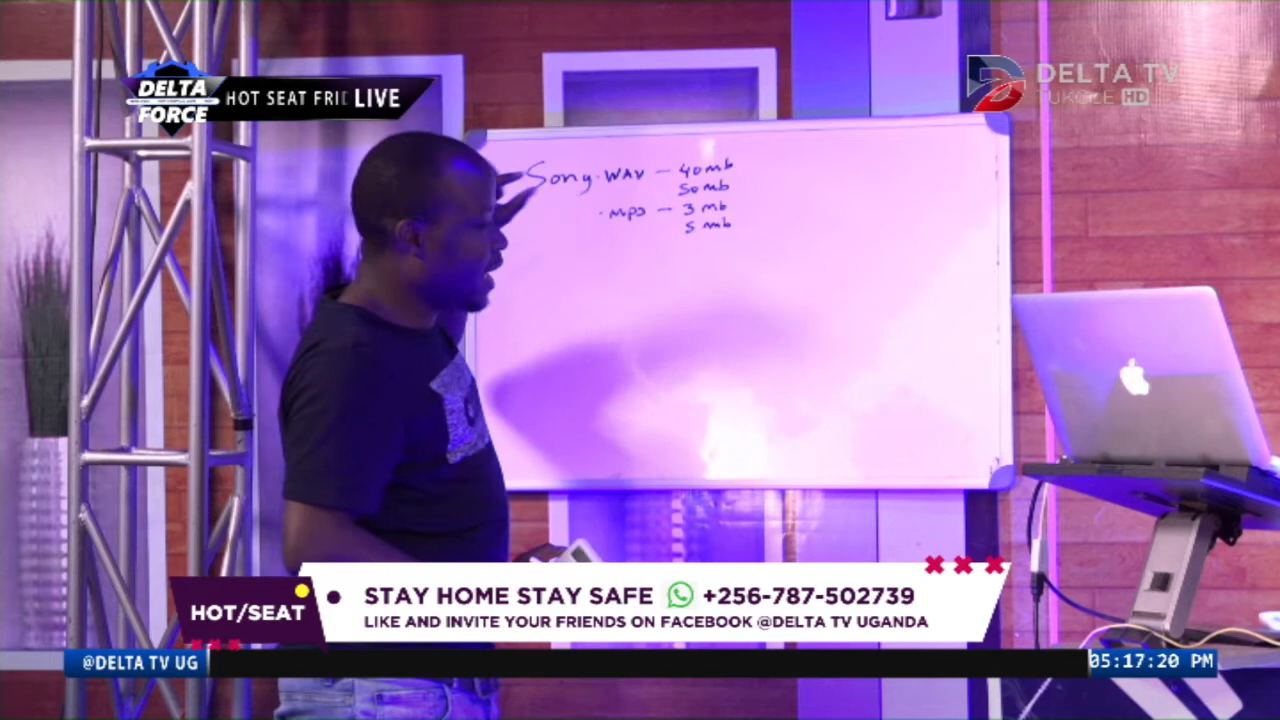 DELTA
FORCE
HOT SEAT FRI
LIVE
DELTA TV
TUKOLE HD
Song.WAV — 40mb
50mb
.mp3 — 3 mb
5 mb
HOT/SEAT
STAY HOME STAY SAFE +256-787-502739
LIKE AND INVITE YOUR FRIENDS ON FACEBOOK @DELTA TV UGANDA
@DELTA TV UG
05:17:20 PM